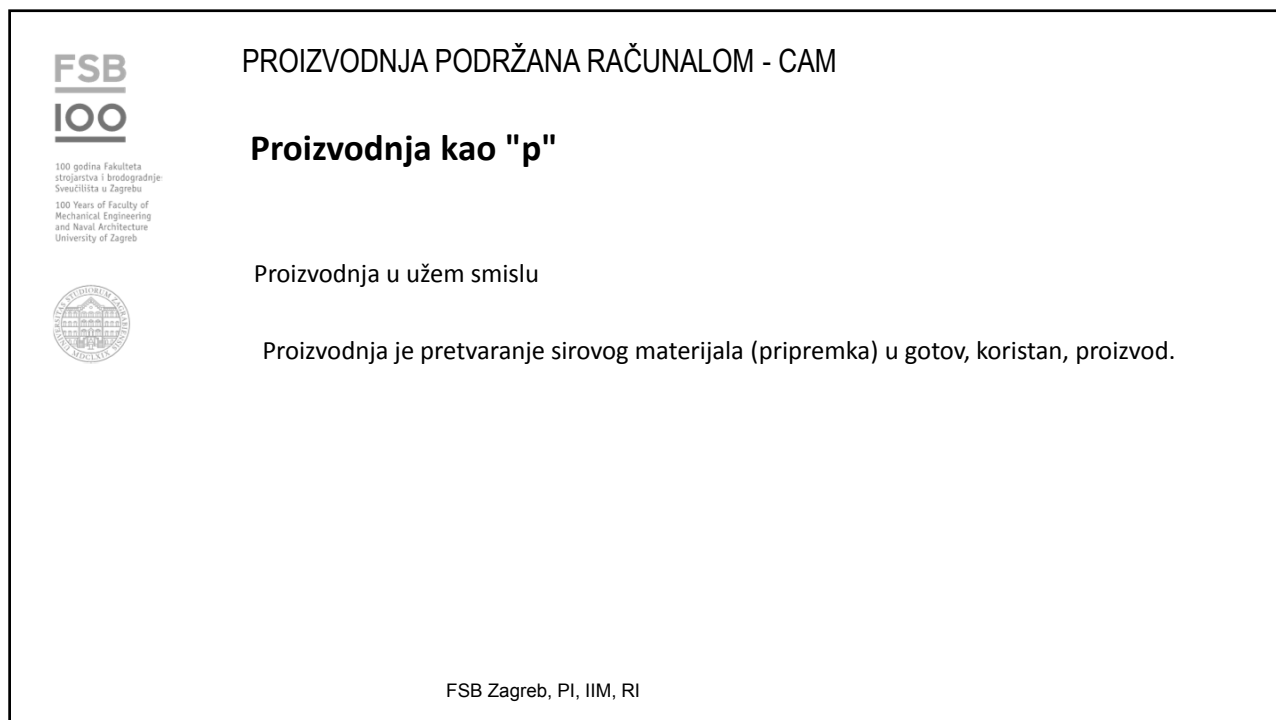 PROIZVODNJA PODRŽANA RAČUNALOM - CAM
FSB
100
100 godina Fakulteta
strojarstva i brodogradnje
Sveučilišta u Zagrebu
100 Years of Faculty of
Mechanical Engineering
and Naval Architecture
University of Zagreb
Proizvodnja kao "p"
Proizvodnja u užem smislu
Proizvodnja je pretvaranje sirovog materijala (pripremka) u gotov, koristan, proizvod.
FSB Zagreb, PI, IIM, RI